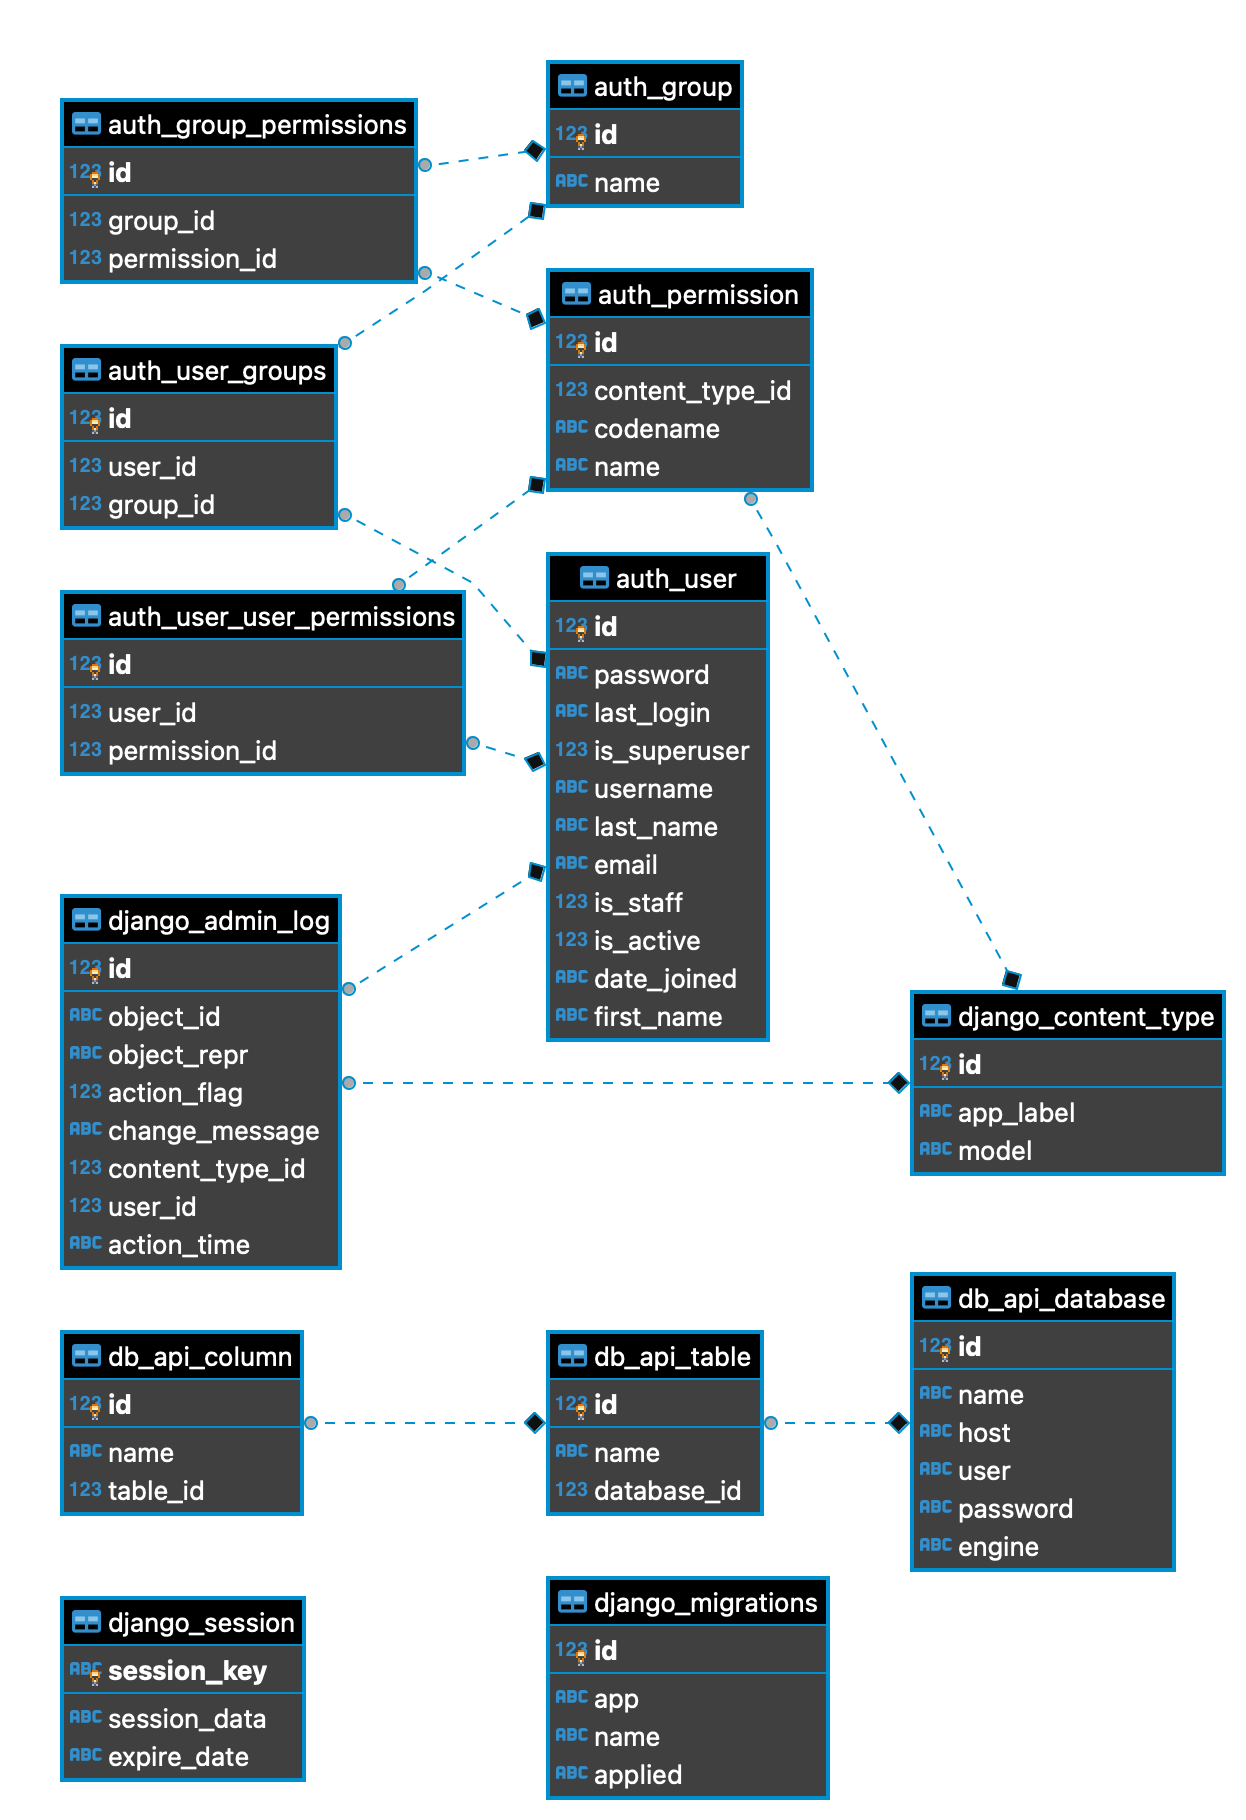 auth_group_permissions
123 id
123 group_id
123 permission_id
auth_group
123 id
ABC name
auth_permission
123 id
123 content_type_id
ABC codename
ABC name
auth_user_groups
123 id
123 user_id
123 group_id
auth_user_user_permissions
123 id
123 user_id
123 permission_id
auth_user
123 id
ABC password
ABC last_login
123 is_superuser
ABC username
ABC last_name
ABC email
123 is_staff
123 is_active
ABC date_joined
ABC first_name
django_admin_log
123 id
ABC object_id
ABC object_repr
123 action_flag
ABC change_message
123 content_type_id
123 user_id
ABC action_time
django_content_type
123 id
ABC app_label
ABC model
db_api_column
123 id
ABC name
123 table_id
db_api_table
123 id
ABC name
123 database_id
db_api_database
123 id
ABC name
ABC host
ABC user
ABC password
ABC engine
django_session
ABC session_key
ABC session_data
ABC expire_date
django_migrations
123 id
ABC app
ABC name
ABC applied